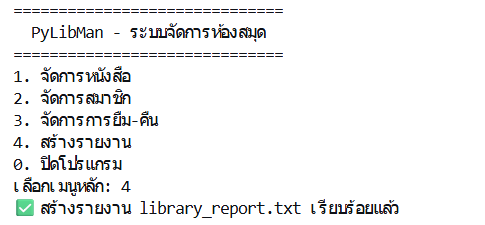 ==============================
PyLibMan - ระบบจัดการห้องสมุด
==============================
1. จัดการหนังสือ
2. จัดการสมาชิก
3. จัดการการยืม-คืน
4. สร้างรายงาน
0. ปิดโปรแกรม
เลือกเมนูหลัก: 4
✅ สร้างรายงาน library_report.txt เรียบร้อยแล้ว